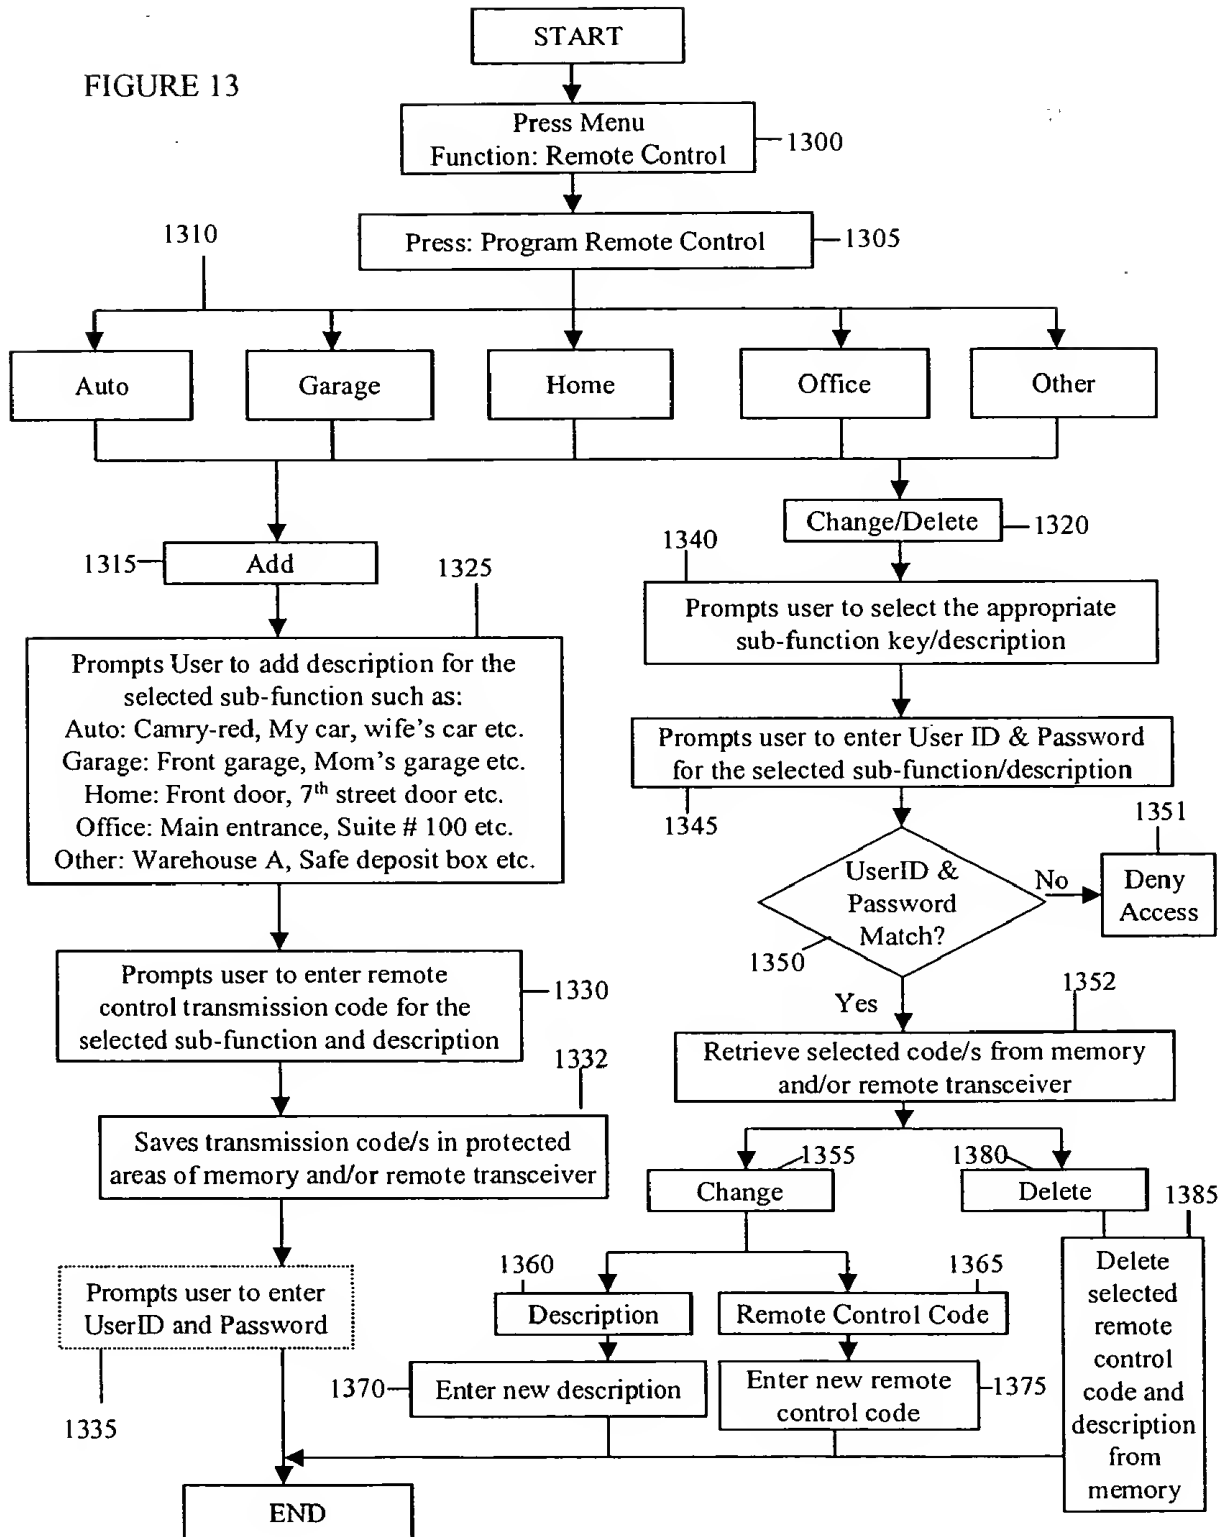 START
FIGURE 13
Press Menu
Function: Remote Control
1300
Press: Program Remote Control
1305
1310
Auto
Garage
Home
Office
Other
Add
1315
Change/Delete
1320
1325
Prompts User to add description for the
selected sub-function such as:
Auto: Camry-red, My car, wife's car etc.
Garage: Front garage, Mom's garage etc.
Home: Front door, 7th street door etc.
Office: Main entrance, Suite # 100 etc.
Other: Warehouse A, Safe deposit box etc.
1340
Prompts user to select the appropriate
sub-function key/description
Prompts user to enter User ID & Password
for the selected sub-function/description
1345
UserID &
Password
Match?
1350
No
1351
Deny
Access
Yes
Prompts user to enter remote
control transmission code for the
selected sub-function and description
1330
1332
Saves transmission code/s in protected
areas of memory and/or remote transceiver
Prompts user to enter
UserID and Password
1335
1352
Retrieve selected code/s from memory
and/or remote transceiver
1355
Change
1380
Delete
1385
Delete
selected
remote
control
code and
description
from
memory
1360
Description
1365
Remote Control Code
1370
Enter new description
Enter new remote
control code
1375
END